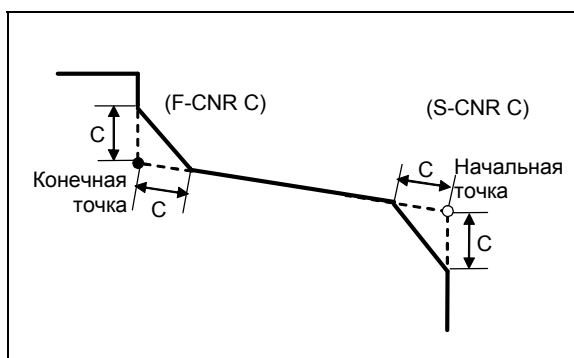 (F-CNR C)
(S-CNR C)
C
C
Начальная
точка
Конечная
точка
C
C